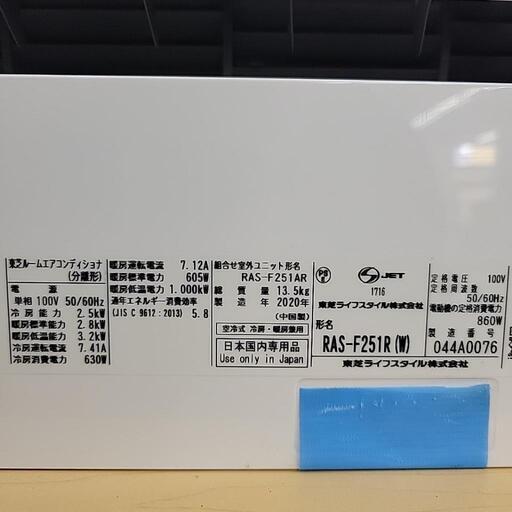 東芝ルームエアコンディショナ
(分離形)
電 源
単相 100V 50/60Hz
冷 房 能 力 2.5kW
暖房標準能力 2.8kW
暖房低温能力 3.2kW
冷房運転電流 7.41A
冷房消費電力 630W
暖房運転電流 7.12A
暖房標準電力 605W
暖房低温電力 1.000kW
通年エネルギー消費効率
(JIS C 9612:2013) 5.8
組合せ室外ユニット形名
RAS-F251AR
総 質 量 13.5kg
製 造 年 2020年
(中国製)
空冷式 冷房・暖房兼用
日本国内専用品
Use only in Japan
PS
E
JET
1716
東芝ライフスタイル株式会社
形名
RAS-F251R(W)
定 格 電 圧 100V
定 格 周 波 数
50/60Hz
電動機の定格消費電力
860W
製 造 番 号
044A0076
東芝ライフスタイル株式会社